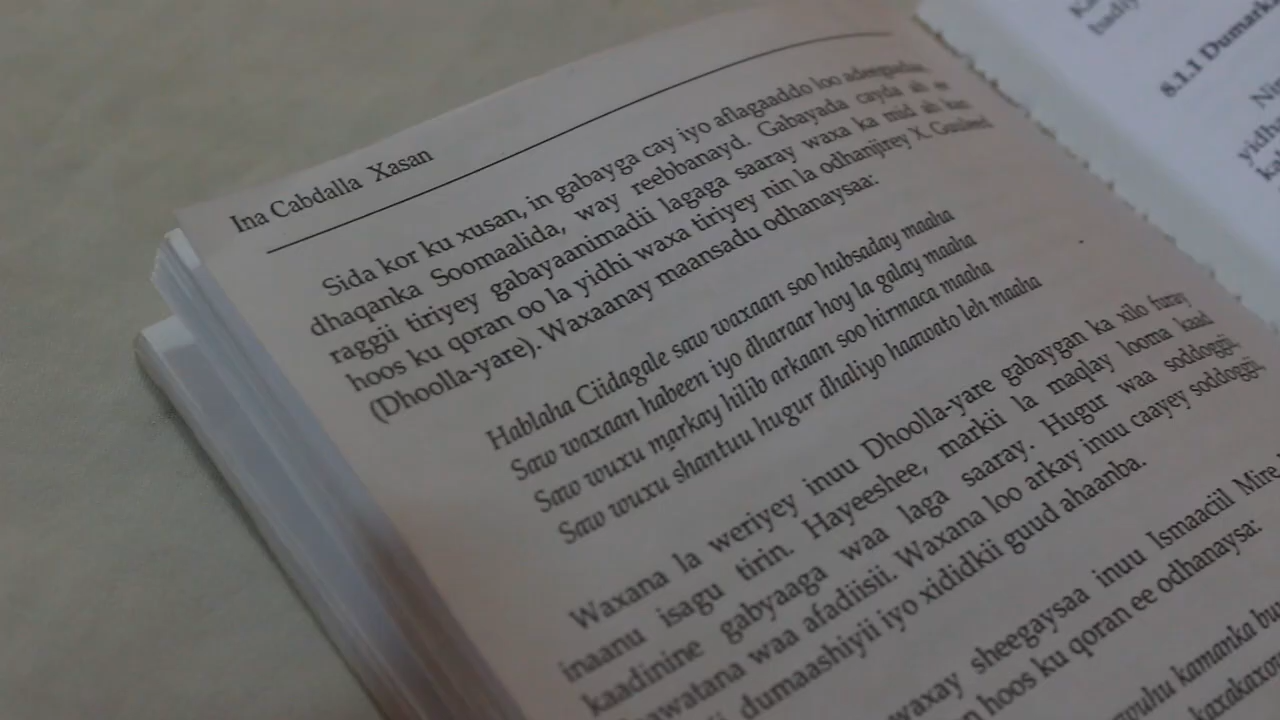 Ina Cabdalla Xasan
Sida kor ku xusan, in gabayga cay iyo aflagaaddo loo adeegsado,
dhaqanka Soomaalida, way reebbanayd. Gabayada cayda ah ee
raggii tiriyey gabayaanimadii lagaga saaray waxa ka mid ah kan
hoos ku qoran oo la yidhi waxa tiriyey nin la odhanjirey X. Guuleed
(Dhoolla-yare). Waxaanay maansadu odhanaysaa:
Hablaha Ciidagale saw waxaan soo hubsaday maaha
Saw waxaan habeen iyo dharaar hoy la galay maaha
Saw wuxu markay hilib arkaan soo hirmaca maaha
Saw wuxu shantuu hugur dhaliyo haawato leh maaha
Waxana la weriyey inuu Dhoolla-yare gabaygan ka xilo furay
inaanu isagu tirin. Hayeeshee, markii la maqlay looma kaad
kaadinine gabyaaga waa laga saaray. Hugur waa soddoggii,
haawatana waa afadiisii. Waxana loo arkay inuu caayey soddoggii,
dumaashiyii iyo xididkii guud ahaanba.
waxay sheegaysaa inuu Ismaaciil Mire
hoos ku qoran ee odhanaysa:
kamanka
8.1.1